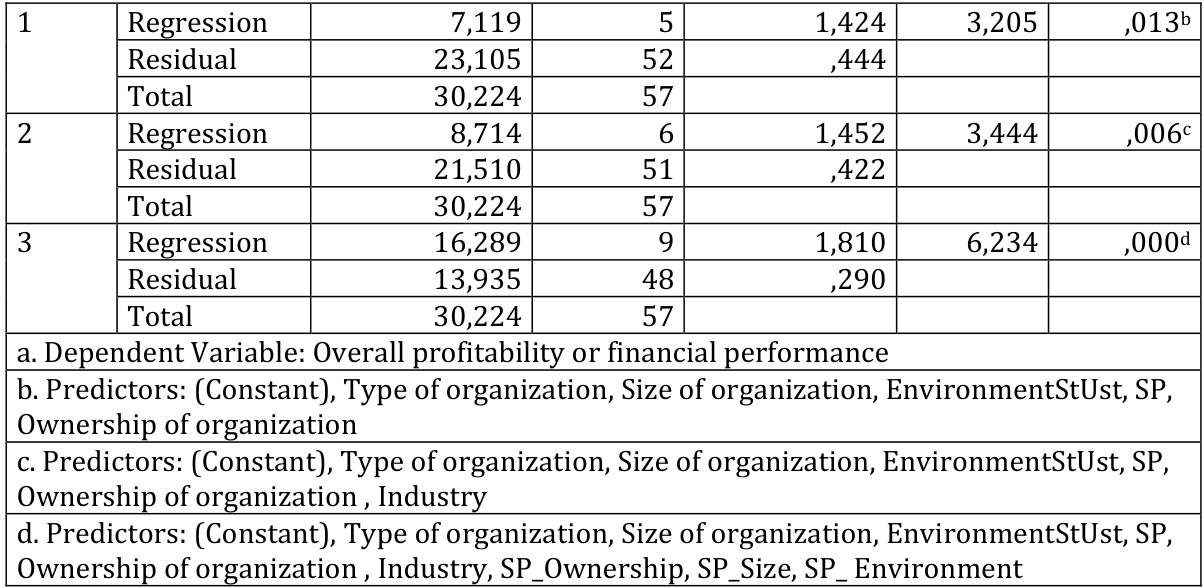 1 Regression 7,119 5 1,424 3,205 ,013b
Residual 23,105 52 ,444
Total 30,224 57
2 Regression 8,714 6 1,452 3,444 ,006c
Residual 21,510 51 ,422
Total 30,224 57
3 Regression 16,289 9 1,810 6,234 ,000d
Residual 13,935 48 ,290
Total 30,224 57
a. Dependent Variable: Overall profitability or financial performance
b. Predictors: (Constant), Type of organization, Size of organization, EnvironmentStUst, SP,
Ownership of organization
c. Predictors: (Constant), Type of organization, Size of organization, EnvironmentStUst, SP,
Ownership of organization , Industry
d. Predictors: (Constant), Type of organization, Size of organization, EnvironmentStUst, SP,
Ownership of organization , Industry, SP_Ownership, SP_Size, SP_ Environment